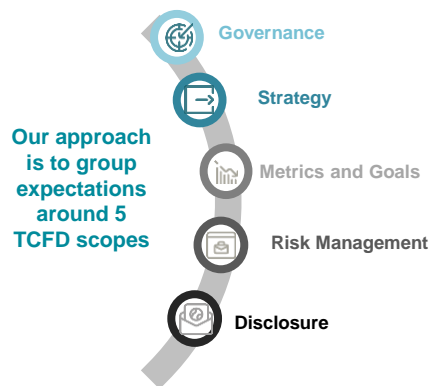 Governance
Strategy
Our approach
is to group
expectations
around 5
TCFD scopes
Metrics and Goals
Risk Management
Disclosure